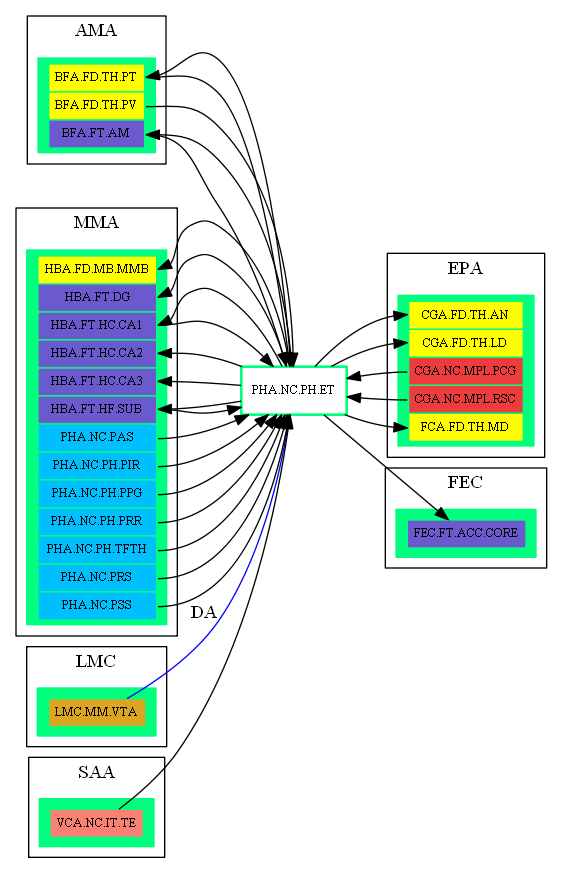 AMA
BFA.FD.TH.PT
BFA.FD.TH.PV
BFA.FT.AM
MMA
HBA.FD.MB.MMB
HBA.FT.DG
HBA.FT.HC.CA1
HBA.FT.HC.CA2
HBA.FT.HC.CA3
HBA.FT.HF.SUB
PHA.NC.PAS
PHA.NC.PH.PIR
PHA.NC.PH.PPG
PHA.NC.PH.PRR
PHA.NC.PH.TFTH
PHA.NC.PRS
PHA.NC.PSS
DA
LMC
LMC.MM.VTA
SAA
VCA.NC.IT.TE
PHA.NC.PH.ET
EPA
CGA.FD.TH.AN
CGA.FD.TH.LD
CGA.NC.MPL.PCG
CGA.NC.MPL.RSC
FCA.FD.TH.MD
FEC
FEC.FT.ACC.CORE